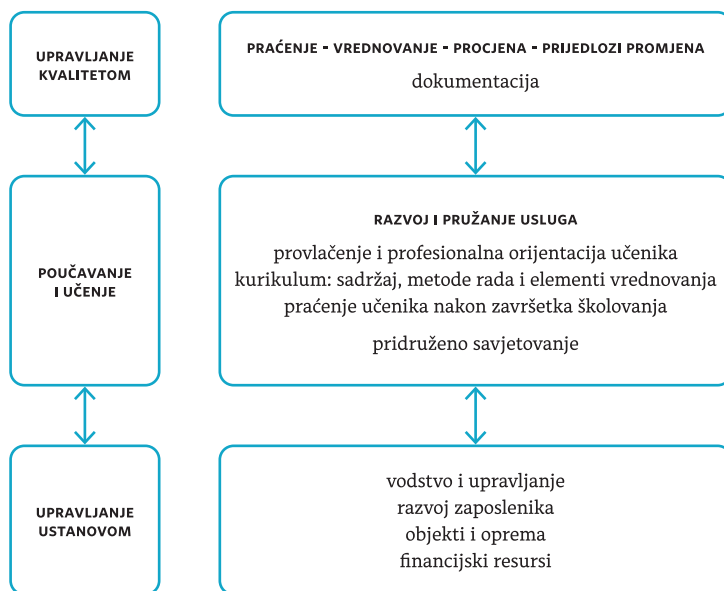 UPRAVLJANJE
KVALITETOM
PRAĆENJE - VREDNOVANJE - PROCJENA - PRIJEDLOZI PROMJENA
dokumentacija
POUČAVANJE
I UČENJE
RAZVOJ I PRUŽANJE USLUGA
provlačenje i profesionalna orijentacija učenika
kurikulum: sadržaj, metode rada i elementi vrednovanja
praćenje učenika nakon završetka školovanja
pridruženo savjetovanje
UPRAVLJANJE
USTANOVOM
vodstvo i upravljanje
razvoj zaposlenika
objekti i oprema
financijski resursi